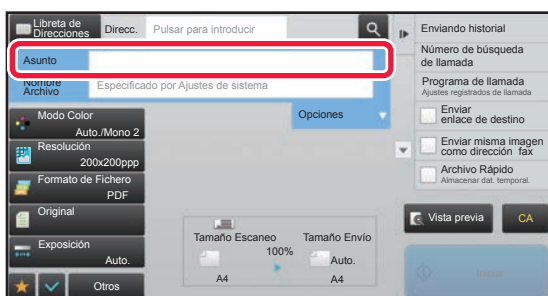 Libreta de
Direcciones
Direcc.
Pulsar para introducir
Asunto
Nombre
Archivo
Especificado por Ajustes de sistema
Opciones
Modo Color
Auto./Mono 2
Resolución
200x200ppp
Formato de Fichero
PDF
Original
Exposición
Auto.
Otros
Tamaño Escaneo
100%
A4
Tamaño Envío
Auto.
A4
Enviando historial
Número de búsqueda
de llamada
Programa de llamada
Ajustes registrados de llamada
Enviar
enlace de destino
Enviar misma imagen
como dirección fax
Archivo Rápido
Almacenar dat. temporal.
Vista previa
CA